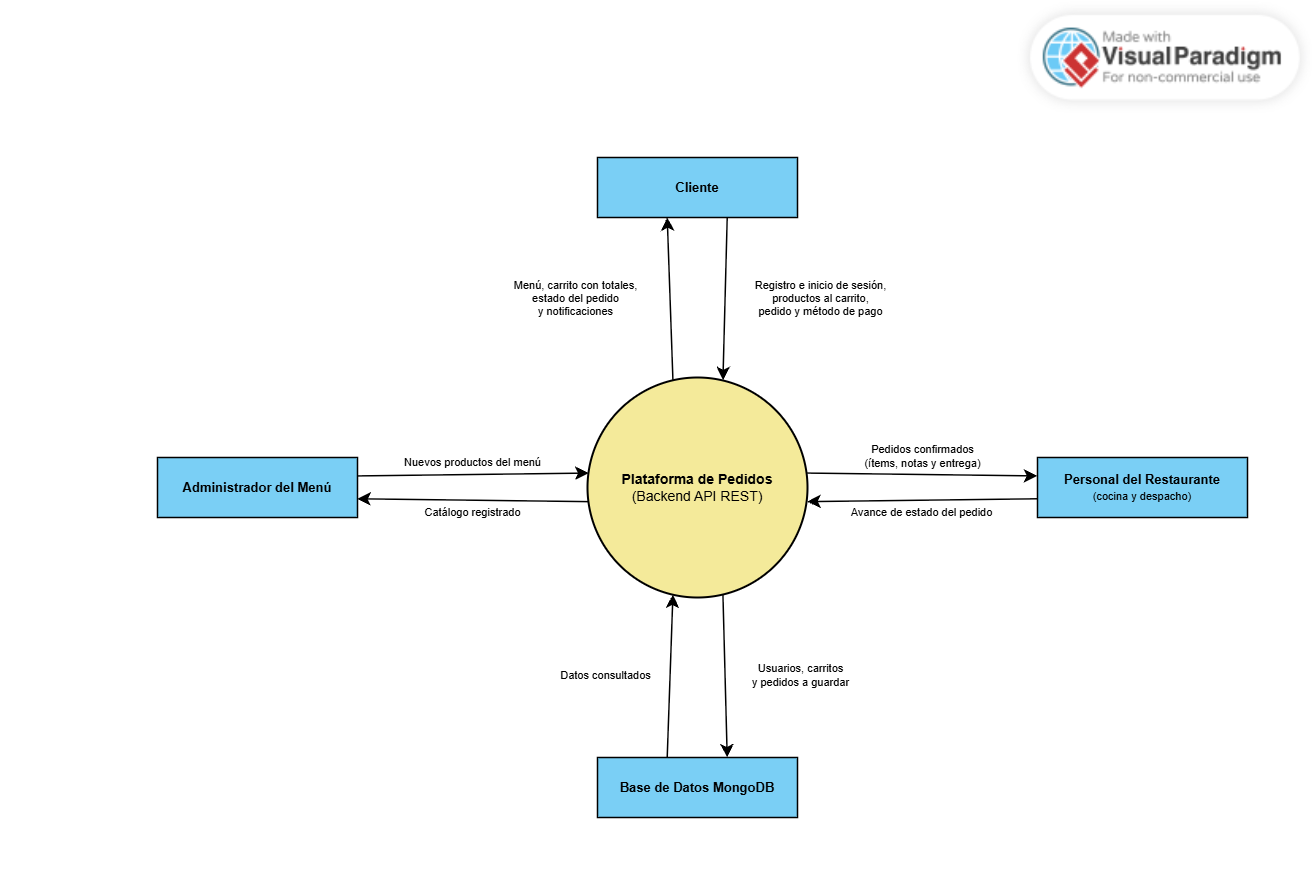 Made with
Visual Paradigm
For non-commercial use
Cliente
Menú, carrito con totales,
estado del pedido
y notificaciones
Registro e inicio de sesión,
productos al carrito,
pedido y método de pago
Administrador del Menú
Nuevos productos del menú
Catálogo registrado
Plataforma de Pedidos
(Backend API REST)
Pedidos confirmados
(ítems, notas y entrega)
Avance de estado del pedido
Personal del Restaurante
(cocina y despacho)
Datos consultados
Usuarios, carritos
y pedidos a guardar
Base de Datos MongoDB